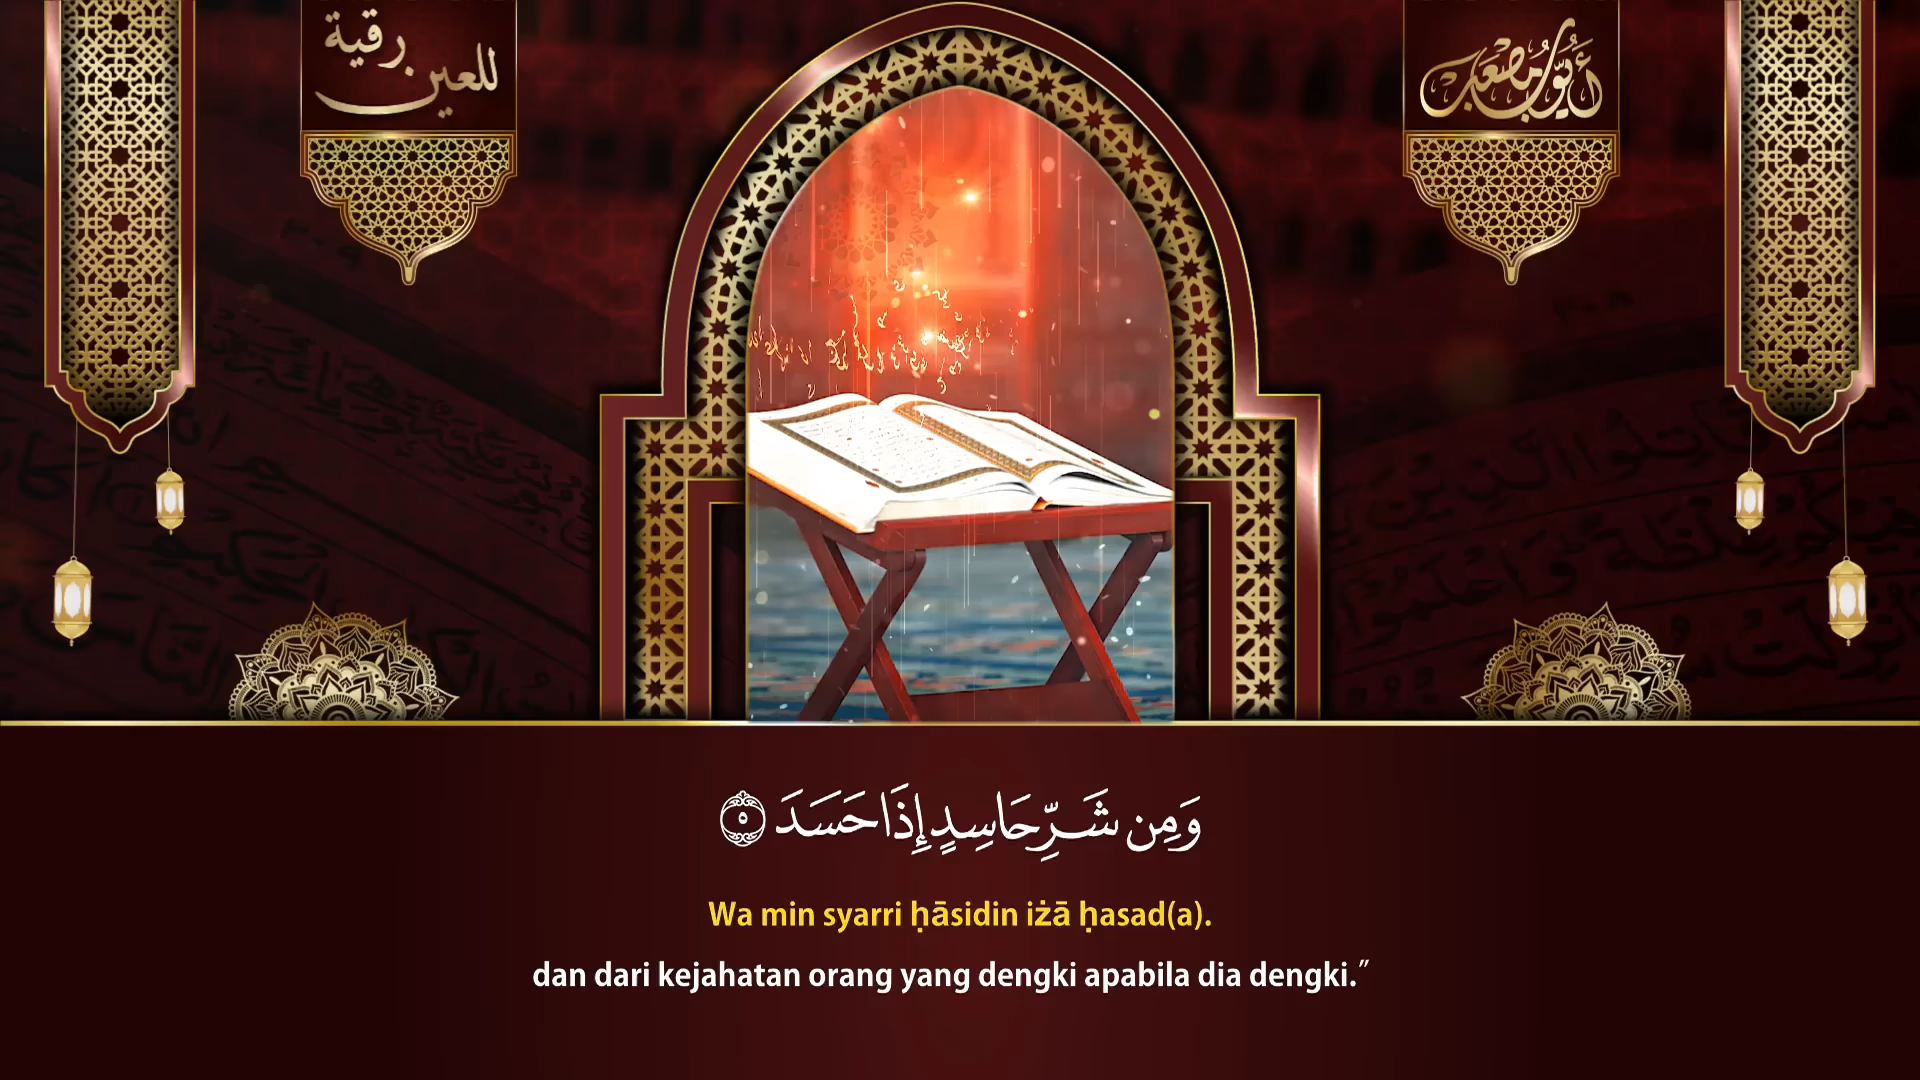 رقية
للعين
أيوب مصعب
وَمِن شَرِّ حَاسِدٍ إِذَا حَسَدَ ٥
Wa min syarri ḥāsidin iżā ḥasad(a).
dan dari kejahatan orang yang dengki apabila dia dengki.”